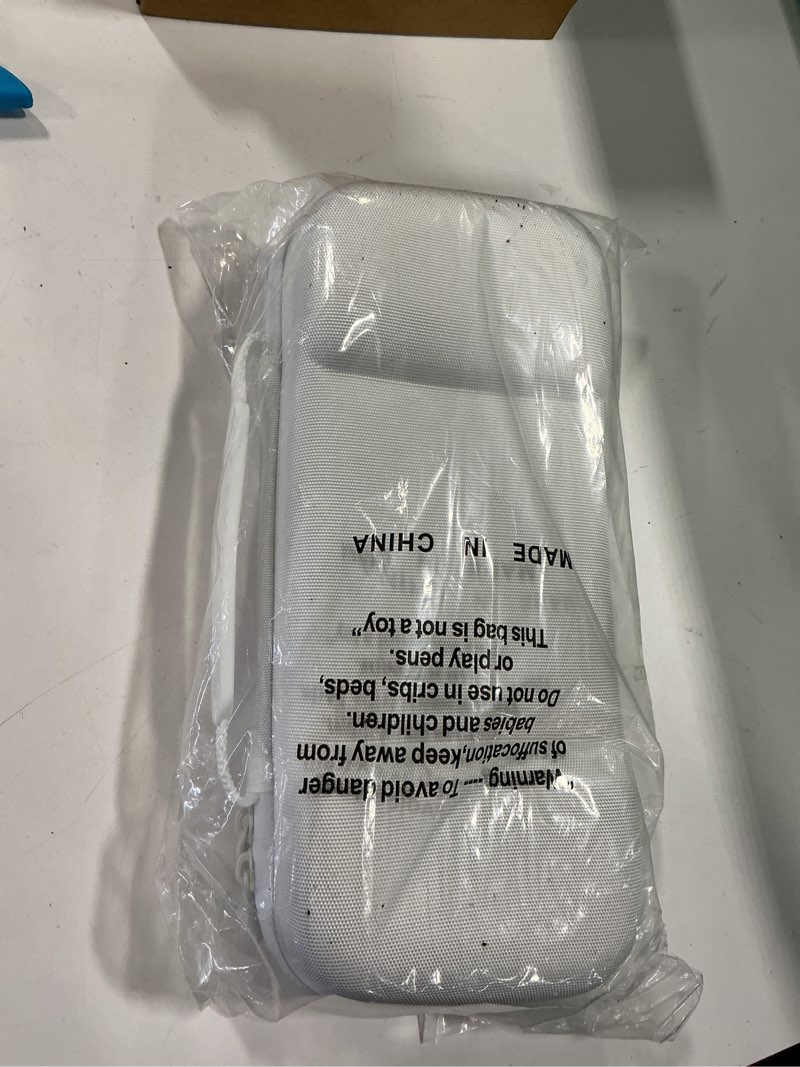 "Warning .... To avoid danger
of suffocation,keep away from
babies and children.
Do not use in cribs, beds,
or play pens.
This bag is not a toy"
MADE IN CHINA